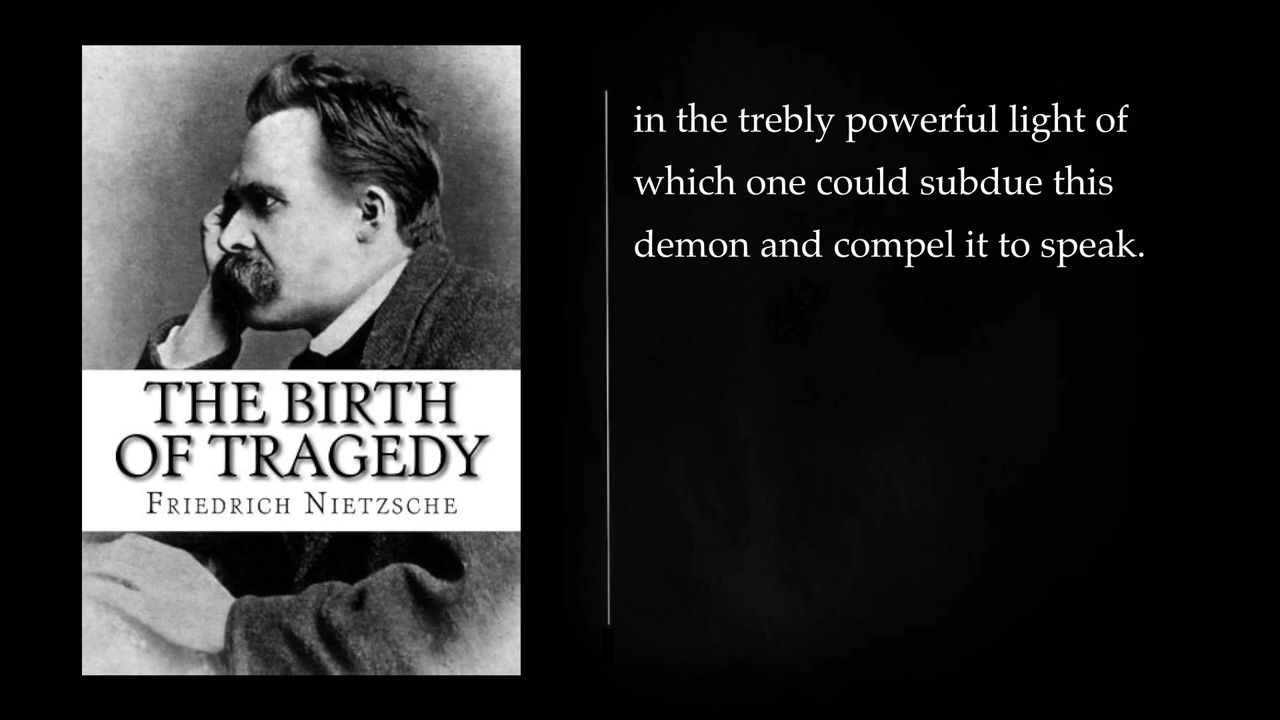 THE BIRTH
OF TRAGEDY
Friedrich Nietzsche
in the trebly powerful light of
which one could subdue this
demon and compel it to speak.